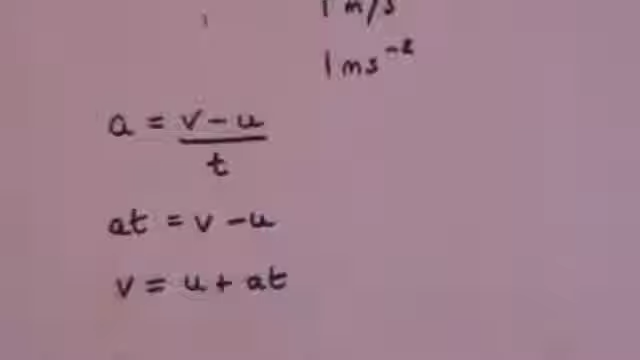 1 m/s
1 ms⁻²
a = v - u
t
at = v - u
v = u + at